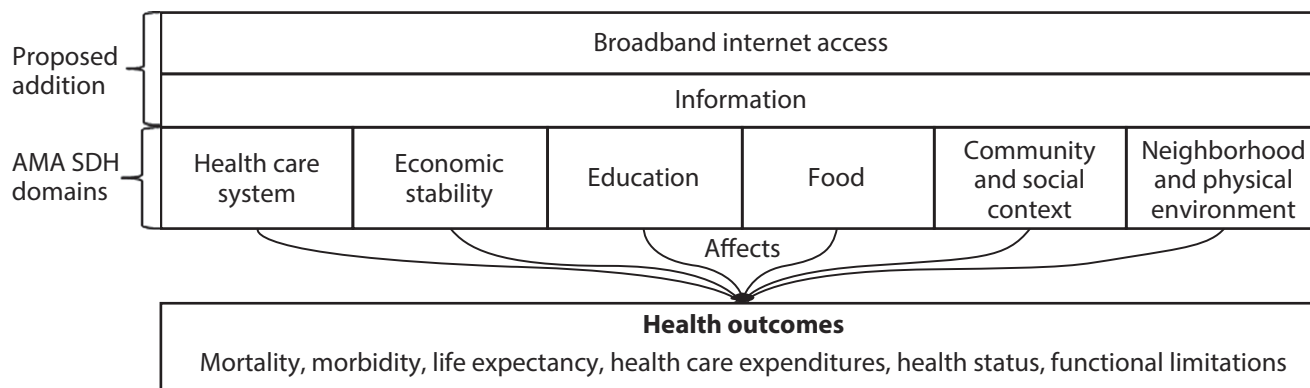 Proposed
addition
Broadband internet access
Information
AMA SDH
domains
Health care
system
Economic
stability
Education
Food
Community
and social
context
Neighborhood
and physical
environment
Affects
Health outcomes
Mortality, morbidity, life expectancy, health care expenditures, health status, functional limitations